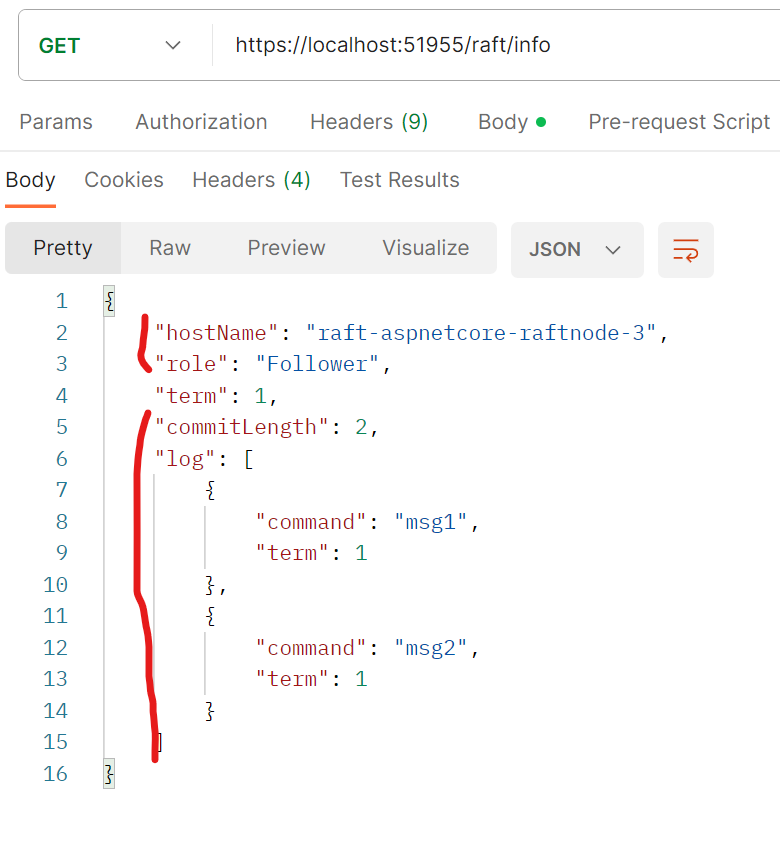 GET https://localhost:51955/raft/info
Params Authorization Headers (9) Body Pre-request Script
Body Cookies Headers (4) Test Results
Pretty Raw Preview Visualize JSON
1 {
2 "hostName": "raft-aspnetcore-raftnode-3",
3 "role": "Follower",
4 "term": 1,
5 "commitLength": 2,
6 "log": [
7 {
8 "command": "msg1",
9 "term": 1
10 },
11 {
12 "command": "msg2",
13 "term": 1
14 }
15 ]
16 }